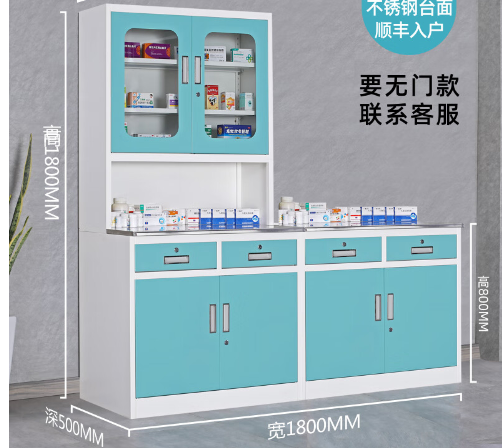 不锈钢台面
顺丰入户
要无门款
联系客服
高1800MM
高800MM
深500MM
宽1800MM